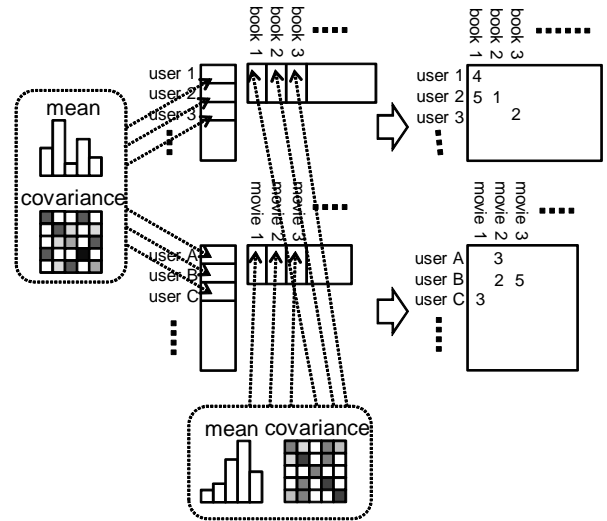 book 1
book 2
book 3
user 1
user 2
user 3
mean
covariance
book 1
book 2
book 3
user 1 4
user 2 5 1
user 3 2
movie 1
movie 2
movie 3
user A
user B
user C
movie 1
movie 2
movie 3
user A 3
user B 2 5
user C 3
mean covariance